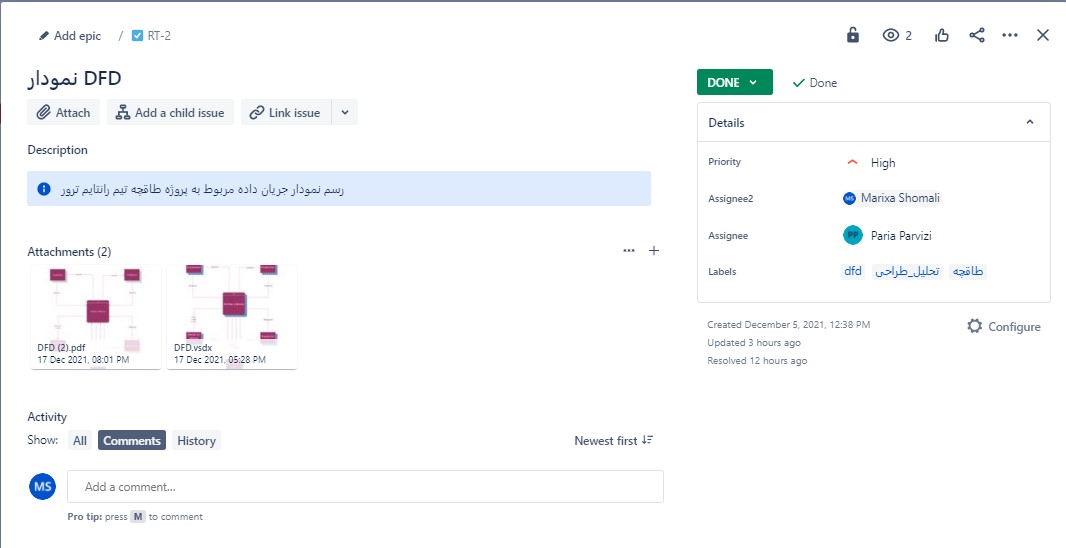 Add epic / RT-2
2
نمودار DFD
Attach Add a child issue Link issue
Description
رسم نمودار جریان داده مربوط به پروژه طاقچه تیم رانتایم ترور
Attachments (2)
DFD (2).pdf
17 Dec 2021, 08:01 PM
DFD.vsdx
17 Dec 2021, 05:28 PM
Activity
Show: All Comments History Newest first
MS Add a comment...
Pro tip: press M to comment
DONE Done
Details
Priority High
Assignee2 MS Marixa Shomali
Assignee PP Paria Parvizi
Labels dfd تحلیل_طراحی طاقچه
Created December 5, 2021, 12:38 PM
Updated 3 hours ago
Resolved 12 hours ago
Configure